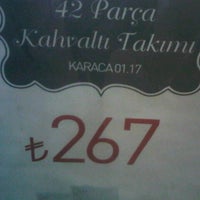 42 Parça
Kahvaltı Takımı
KARACA 01.17
₺267